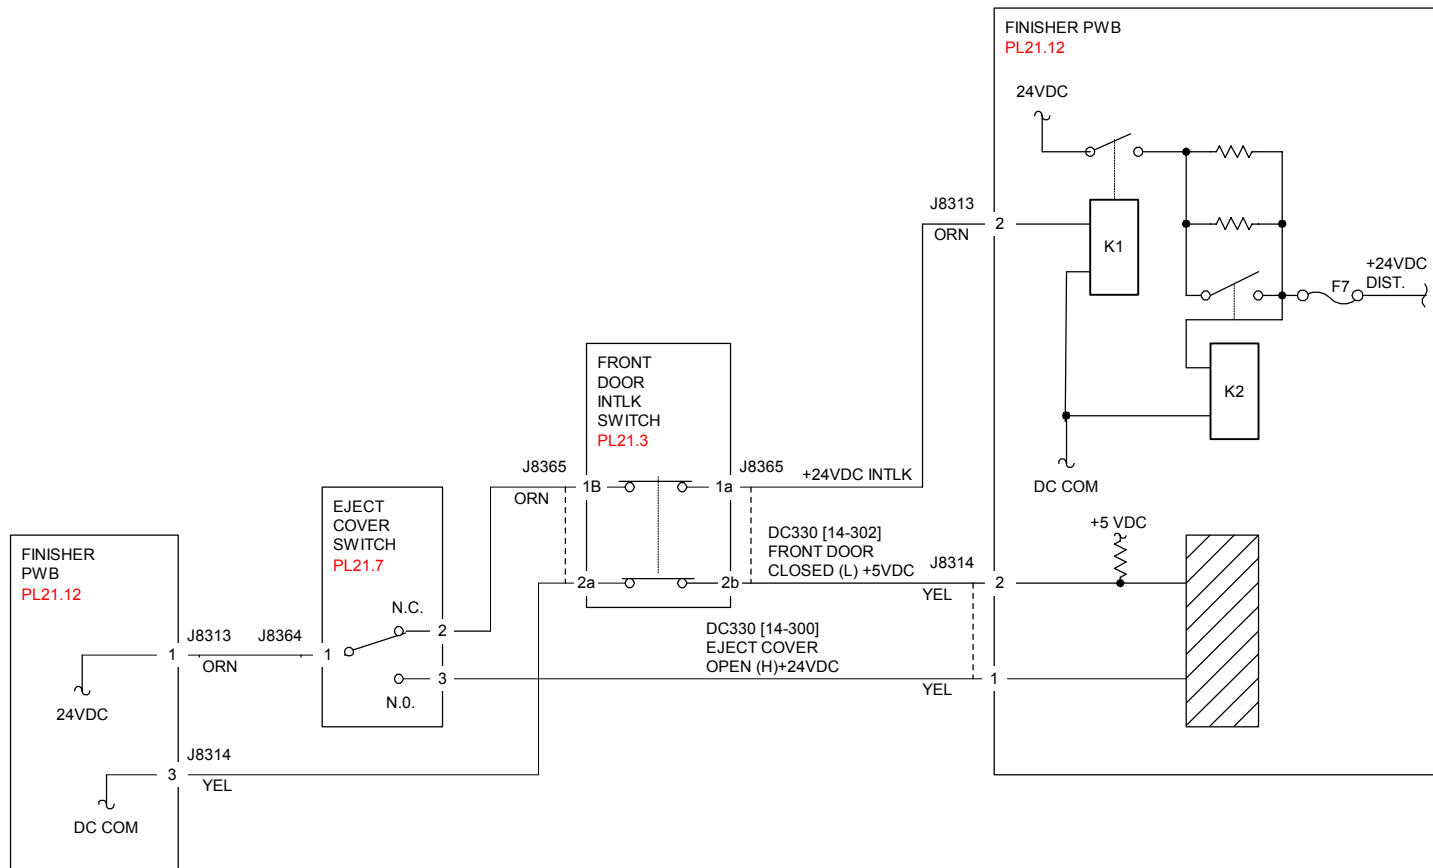 FINISHER PWB
PL21.12
24VDC
J8313
2
ORN
K1
+24VDC
DIST.
F7
K2
DC COM
FRONT
DOOR
INTLK
SWITCH
PL21.3
J8365
1B
ORN
1a
J8365
+24VDC INTLK
2a
2b
DC330 [14-302]
FRONT DOOR
CLOSED (L) +5VDC
J8314
2
YEL
+5 VDC
DC330 [14-300]
EJECT COVER
OPEN (H)+24VDC
1
YEL
EJECT
COVER
SWITCH
PL21.7
N.C.
2
J8364
1
3
N.0.
FINISHER
PWB
PL21.12
J8313
1
ORN
24VDC
J8314
3
YEL
DC COM